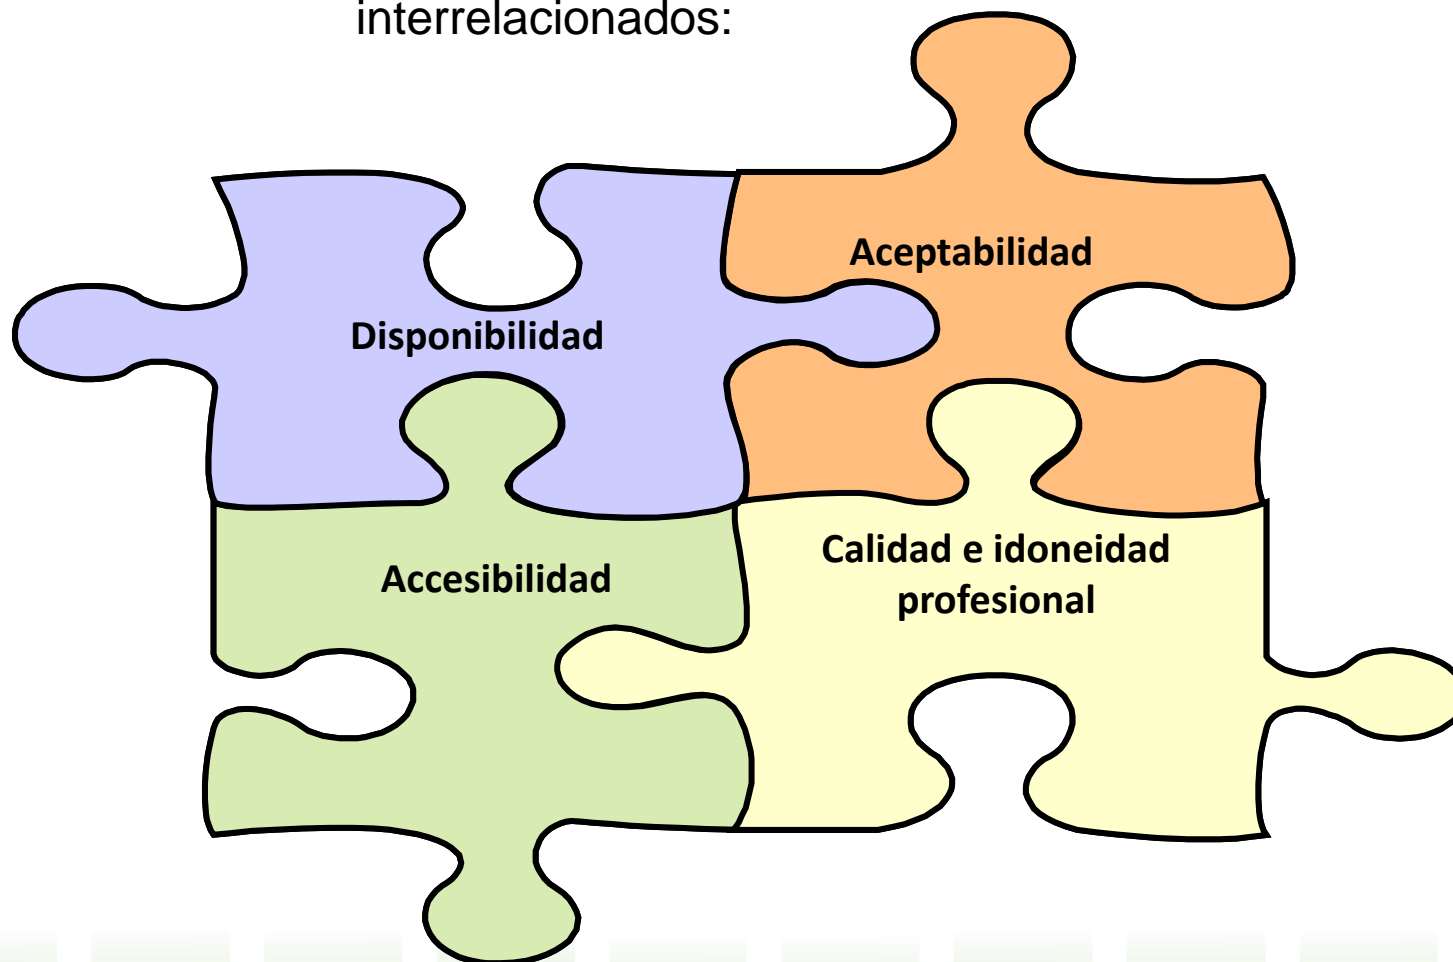 interrelacionados:
Aceptabilidad
Disponibilidad
Accesibilidad
Calidad e idoneidad
profesional